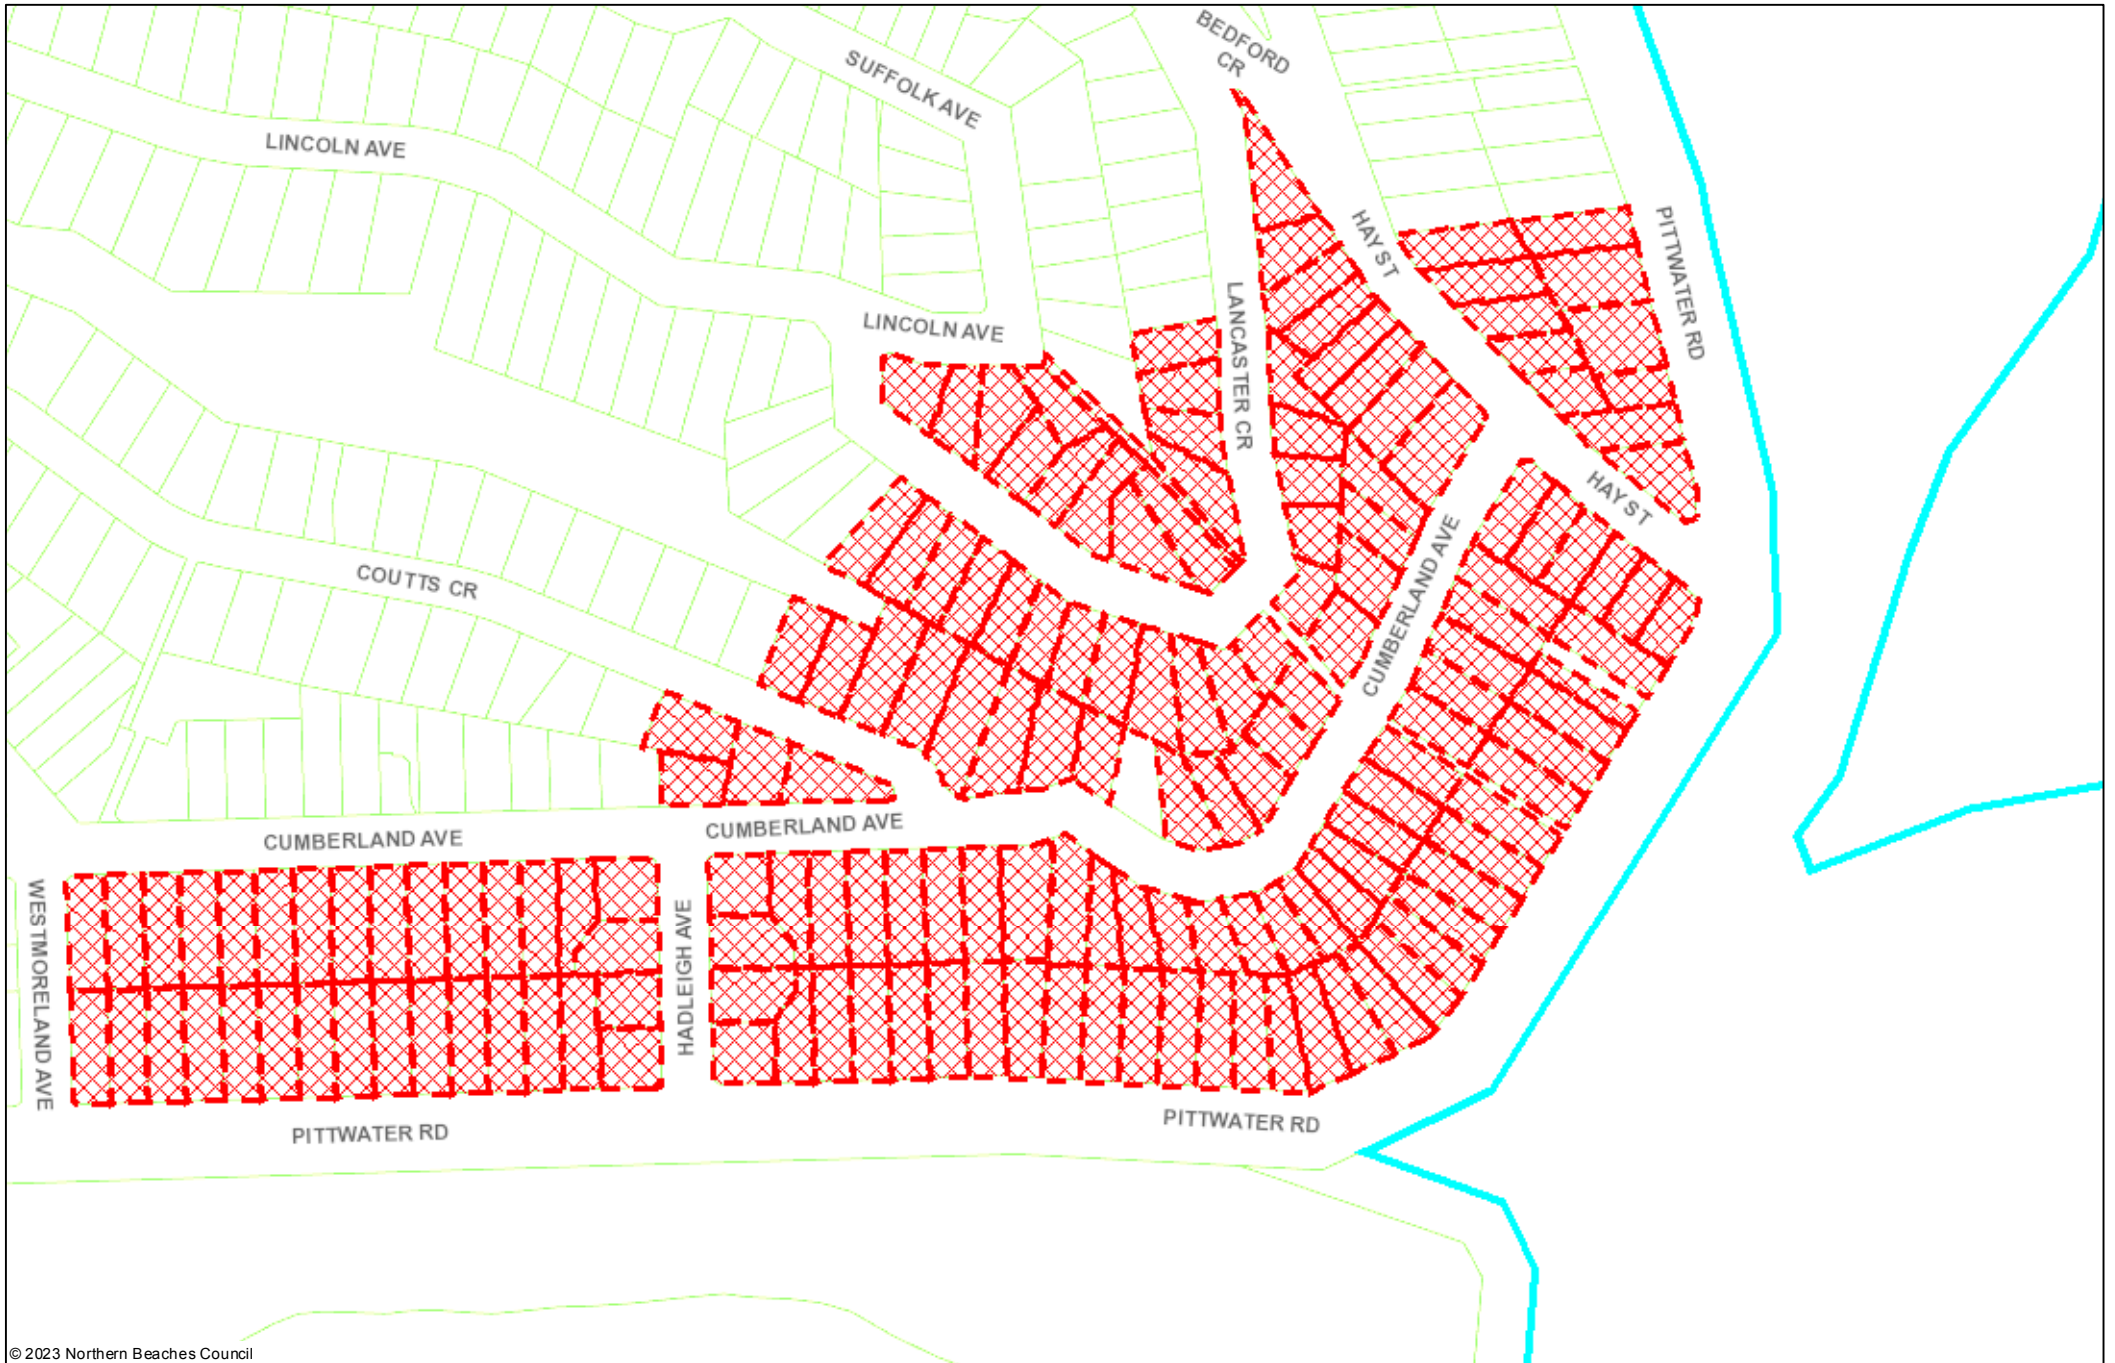 BEDFORD
CR
SUFFOLK AVE
LINCOLN AVE
HAY ST
PITTWATER RD
LINCOLN AVE
LANCASTER CR
HAY ST
COUTTS CR
CUMBERLAND AVE
CUMBERLAND AVE
CUMBERLAND AVE
WESTMORELAND AVE
HADLEIGH AVE
PITTWATER RD
PITTWATER RD
© 2023 Northern Beaches Council